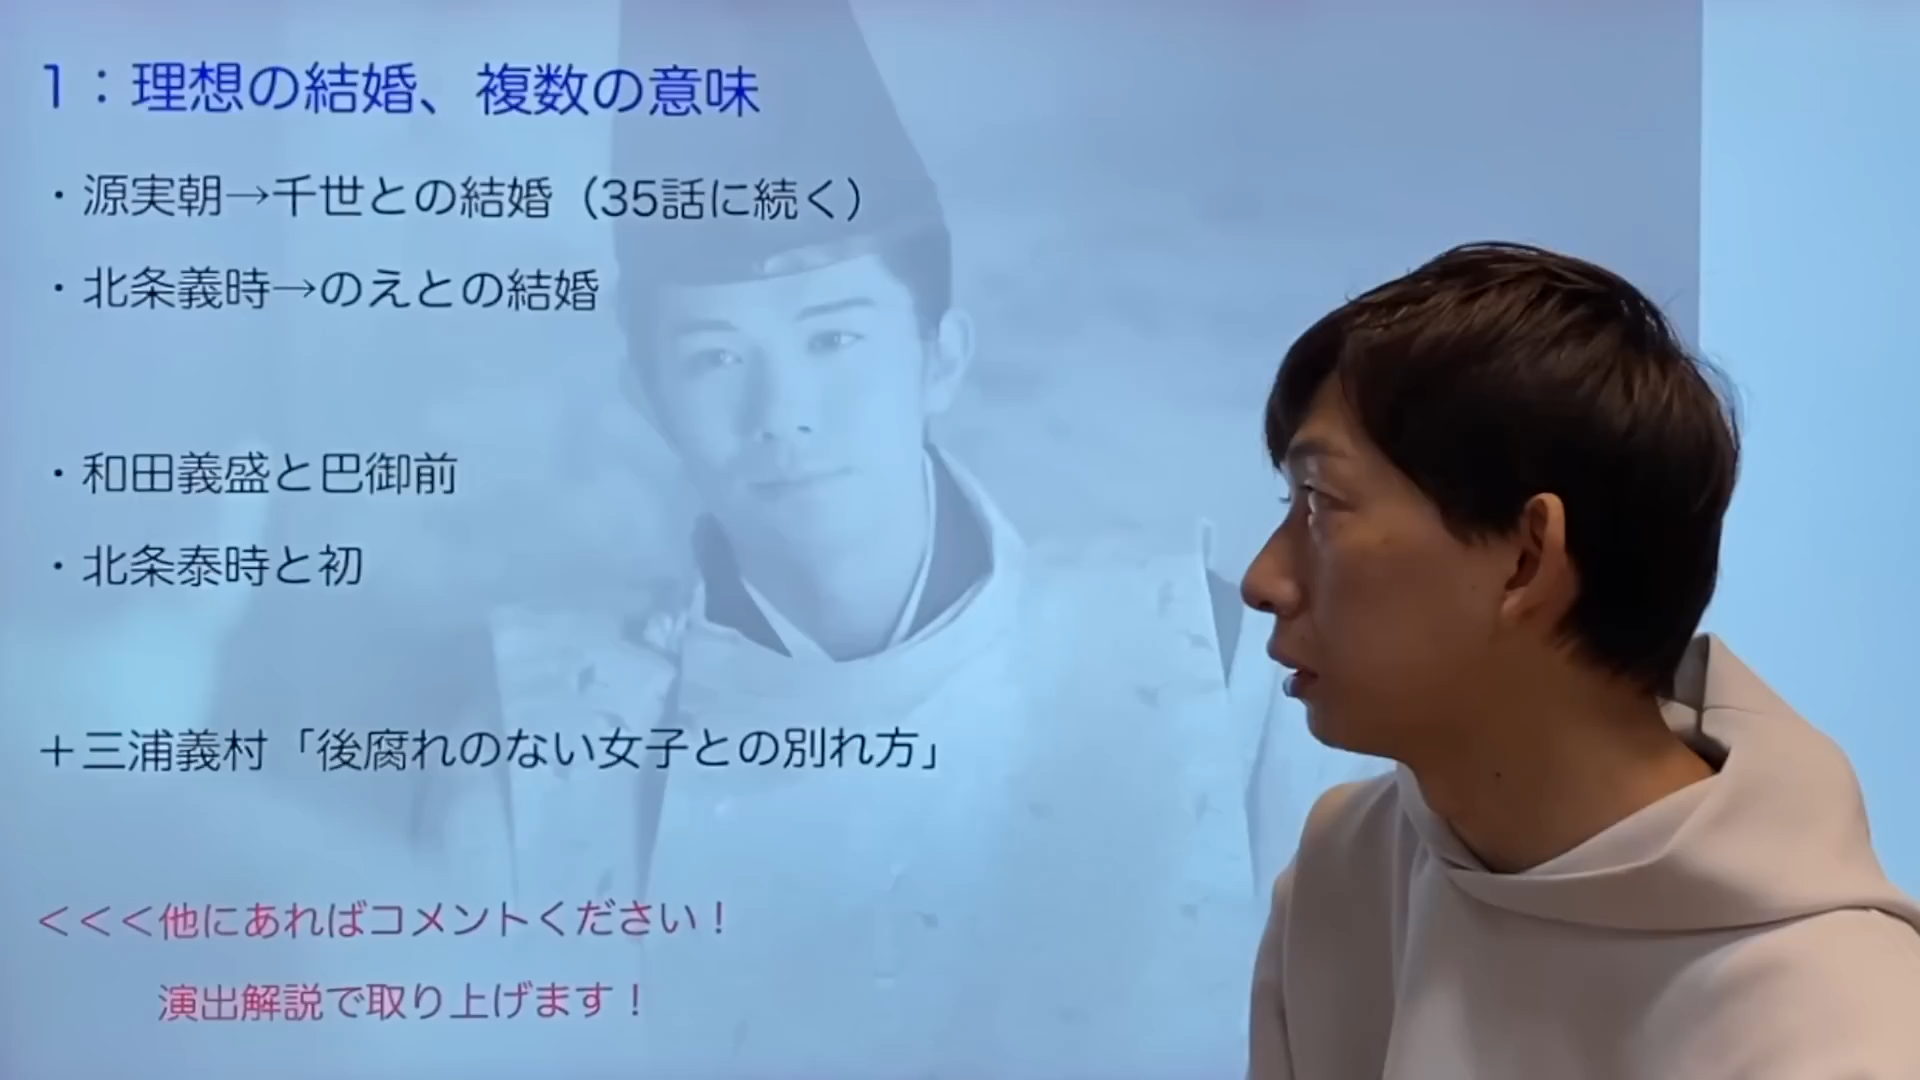 1：理想の結婚、複数の意味
・源実朝→千世との結婚（35話に続く）
・北条義時→のえとの結婚
・和田義盛と巴御前
・北条泰時と初
＋三浦義村「後腐れのない女子との別れ方」
<<<他にあればコメントください！
演出解説で取り上げます！